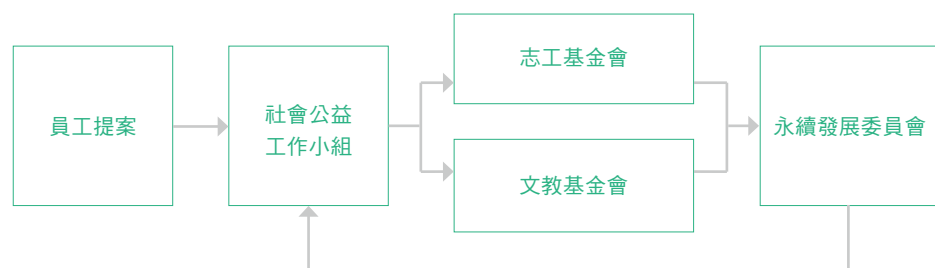 員工提案
社會公益
工作小組
志工基金會
文教基金會
永續發展委員會